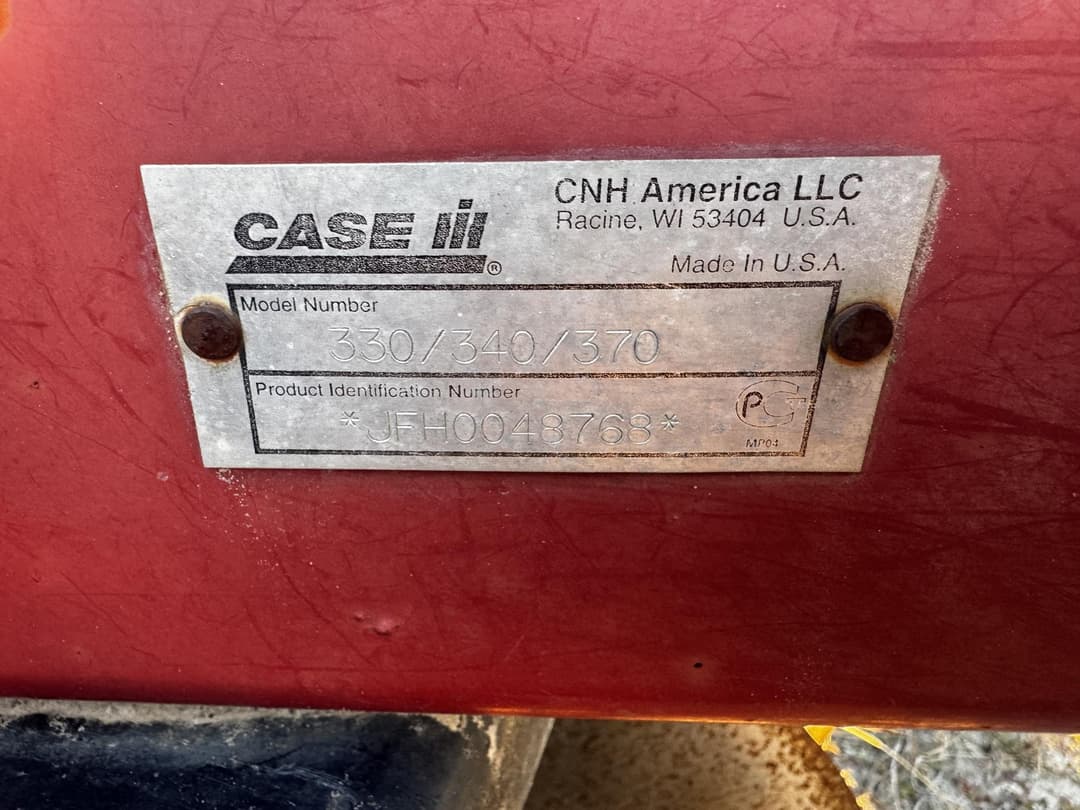 CASE IH ®
CNH America LLC
Racine, WI 53404 U.S.A.
Made In U.S.A.
Model Number
330/340/370
Product Identification Number
*JFH0048768*
PCT
MP04